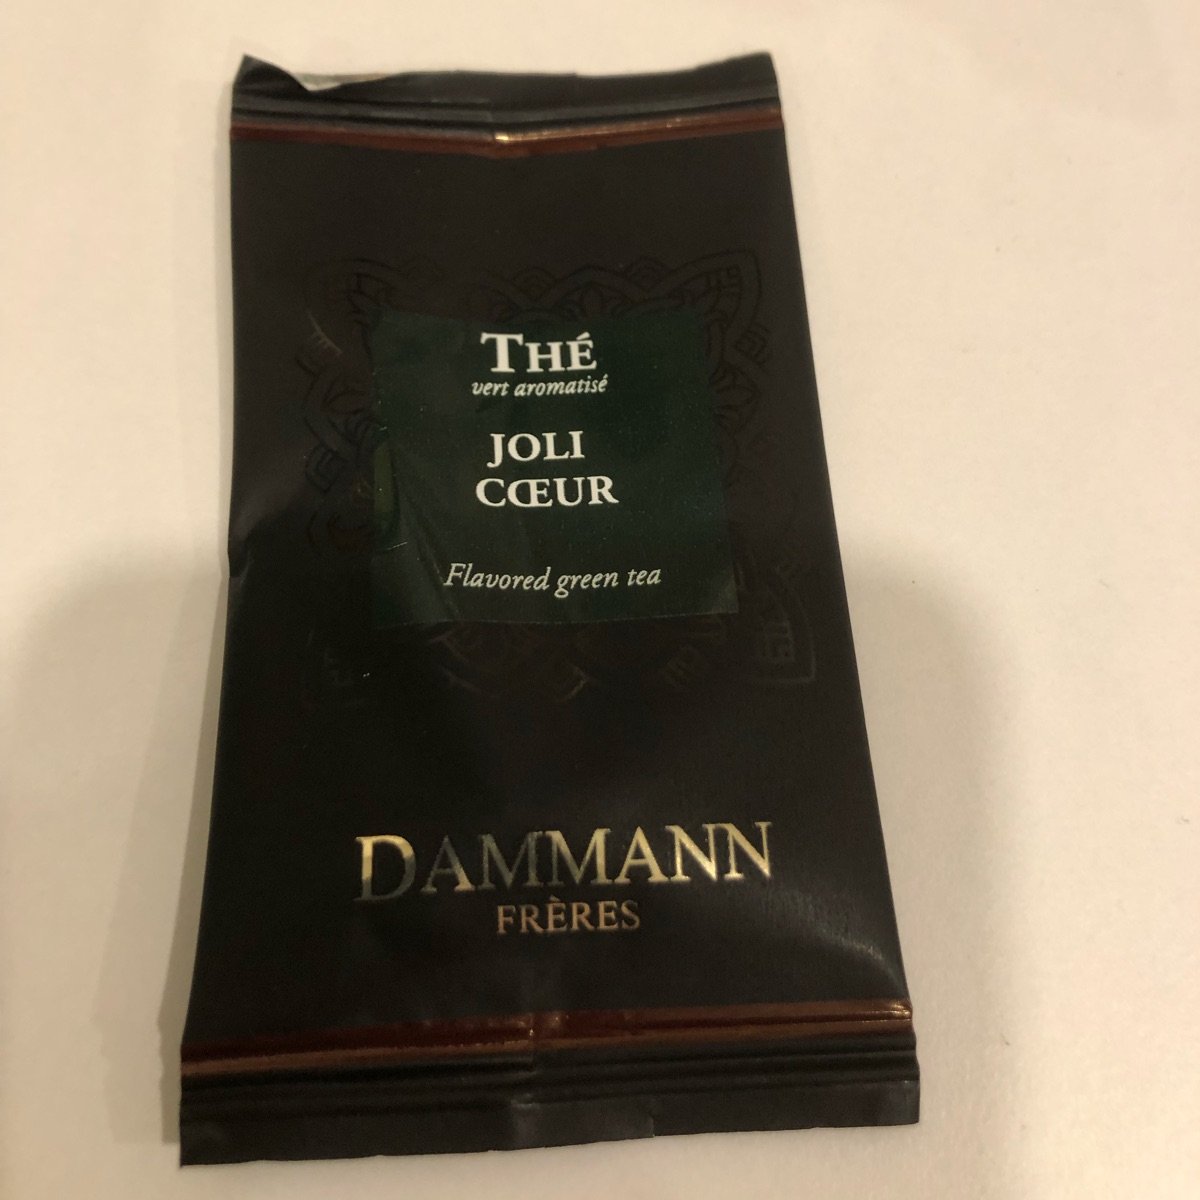 THÉ
vert aromatisé
JOLI
CŒUR
Flavored green tea
DAMMANN
FRÈRES